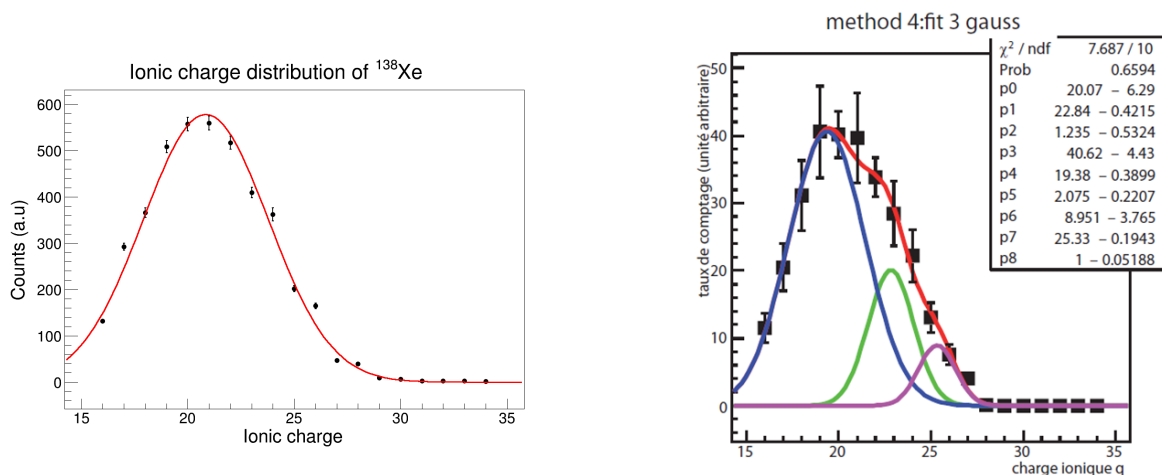 Ionic charge distribution of ¹³⁸Xe
Counts (a.u)
600
500
400
300
200
100
0
15 20 25 30 35
Ionic charge
method 4:fit 3 gauss
χ² / ndf 7.687 / 10
Prob 0.6594
p0 20.07 − 6.29
p1 22.84 − 0.4215
p2 1.235 − 0.5324
p3 40.62 − 4.43
p4 19.38 − 0.3899
p5 2.075 − 0.2207
p6 8.951 − 3.765
p7 25.33 − 0.1943
p8 1 − 0.05188
taux de comptage (unite arbitraire)
50
40
30
20
10
0
15 20 25 30 35
charge ionique q